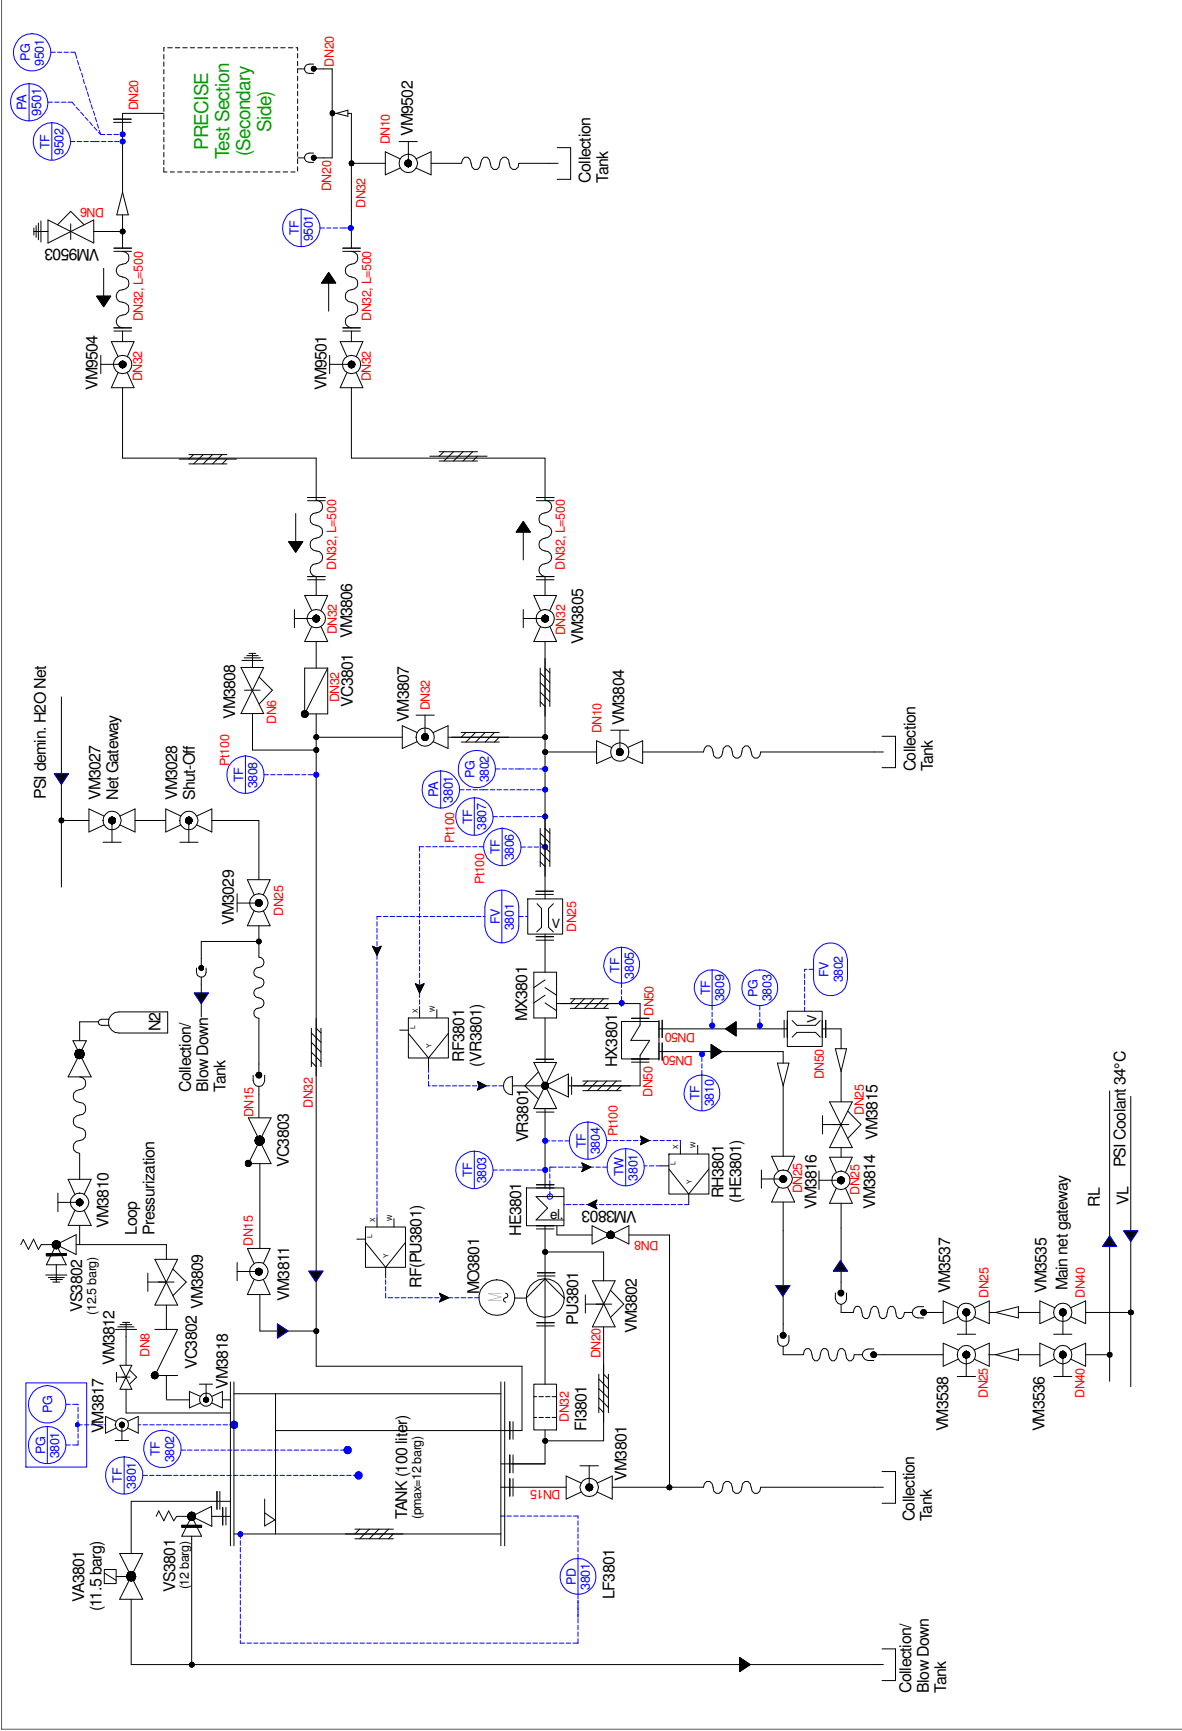 PG
9501
PA
9501
TF
9502
DN20
PRECISE
Test Section
(Secondary
Side)
DN20
DN20
DN32
DN10
VM9502
Collection
Tank
TF
9501
DN6
VM9503
DN32, L=500
DN32, L=500
VM9504
DN32
VM9501
DN32
DN32, L=500
DN32, L=500
DN32
VM3806
DN32
VM3805
PSI demin. H2O Net
VM3027
Net Gateway
VM3028
Shut-Off
VM3808
DN6
DN32
VC3801
Pt100
TF
3808
VM3807
DN32
DN10
VM3804
Collection
Tank
PG
3802
PA
3801
TF
3807
Pt100
TF
3806
Pt100
VM3029
DN25
FV
3801
V
DN25
N2
Collection/
Blow Down
Tank
DN15
VC3803
DN32
X
W
L
Y
RF3801
(VR3801)
MX3801
TF
3805
DN50
HX3801
DN50
DN50
DN50
TF
3809
PG
3803
FV
3802
V
DN50
TF
3810
VR3801
VM3810
Loop
Pressurization
VS3802
(12.5 barg)
VM3809
DN15
VM3811
TF
3803
TF
3804
Pt100
TW
3801
X
W
L
Y
RH3801
(HE3801)
HE3801
el.
VM3803
DN8
DN25
VM3815
DN25
VM3814
DN25
VM3816
RL
VL
PSI Coolant 34°C
X
W
L
Y
RF(PU3801)
MO3801
M
PU3801
DN20
VM3802
VM3537
DN25
VM3535
Main net gateway
DN40
VM3538
DN25
VM3536
DN40
VM3812
DN8
VC3802
VM3817
VM3818
PG
PG
3801
TF
3802
TF
3801
TANK (100 liter)
(pmax=12 barg)
DN32
FI3801
DN15
VM3801
Collection
Tank
VA3801
(11.5 barg)
VS3801
(12 barg)
PD
3801
LF3801
Collection/
Blow Down
Tank